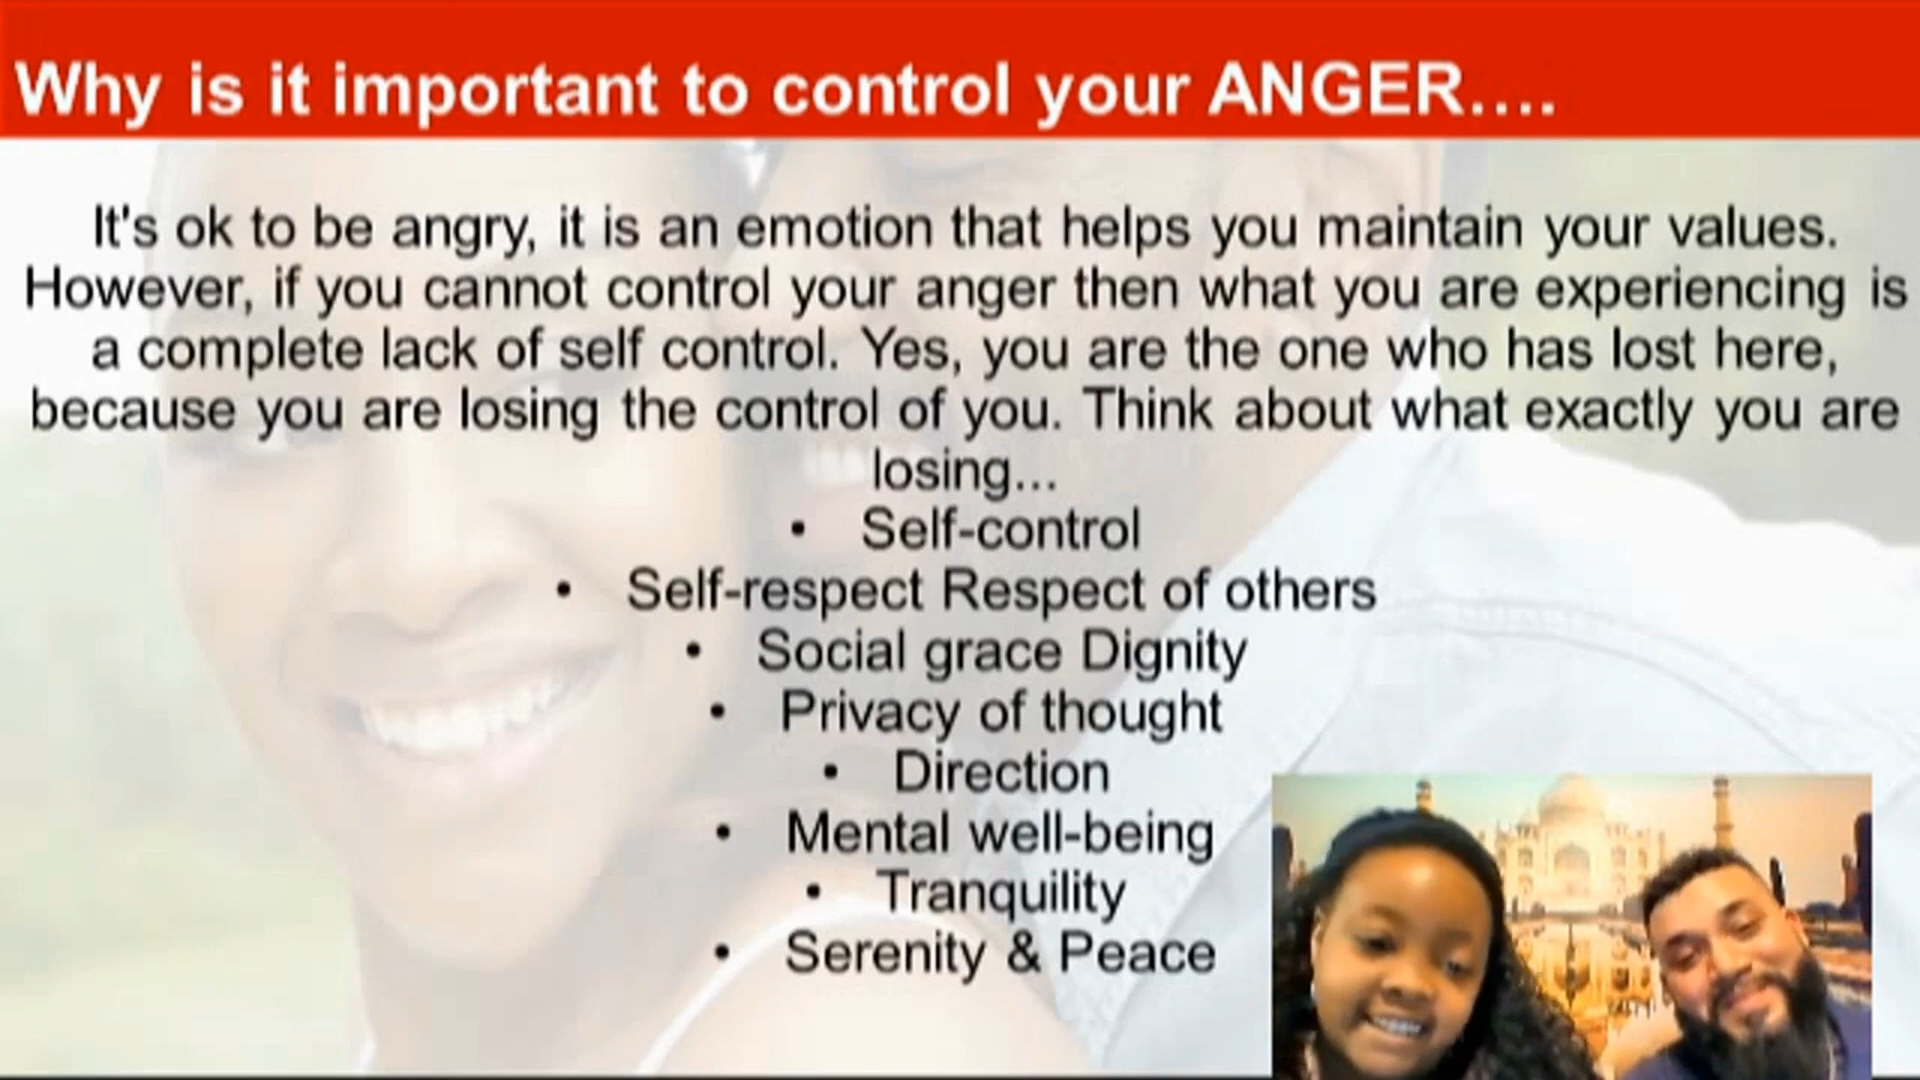 Why is it important to control your ANGER....
It's ok to be angry, it is an emotion that helps you maintain your values.
However, if you cannot control your anger then what you are experiencing is
a complete lack of self control. Yes, you are the one who has lost here,
because you are losing the control of you. Think about what exactly you are
losing...
• Self-control
• Self-respect Respect of others
• Social grace Dignity
• Privacy of thought
• Direction
• Mental well-being
• Tranquility
• Serenity & Peace